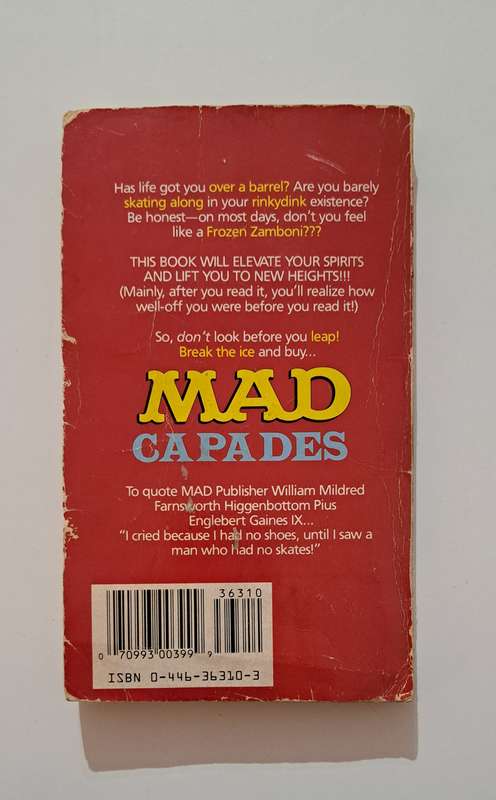 Has life got you over a barrel? Are you barely
skating along in your rinkydink existence?
Be honest—on most days, don't you feel
like a Frozen Zamboni???
THIS BOOK WILL ELEVATE YOUR SPIRITS
AND LIFT YOU TO NEW HEIGHTS!!!
(Mainly, after you read it, you'll realize how
well-off you were before you read it!)
So, don't look before you leap!
Break the ice and buy...
MAD
CAPADES
To quote MAD Publisher William Mildred
Farnsworth Higgenbottom Pius
Englebert Gaines IX...
"I cried because I had no shoes, until I saw a
man who had no skates!"
36310
0 70993 00399 9
ISBN 0-446-36310-3